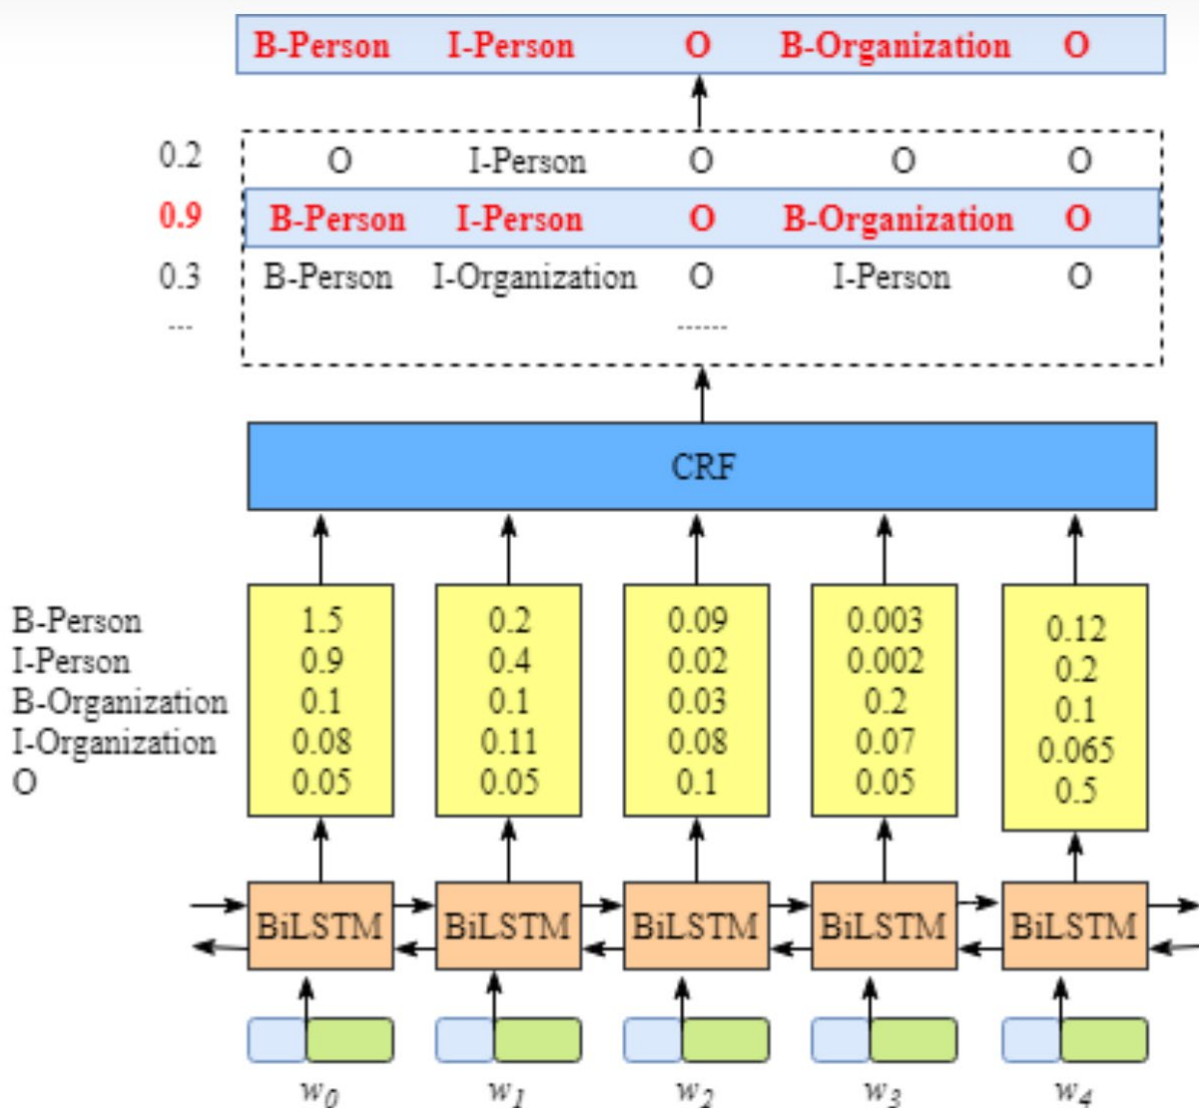 B-Person I-Person O B-Organization O
0.2 O I-Person O O O
0.9 B-Person I-Person O B-Organization O
0.3 B-Person I-Organization O I-Person O
... ......
CRF
B-Person 1.5 0.2 0.09 0.003 0.12
I-Person 0.9 0.4 0.02 0.002 0.2
B-Organization 0.1 0.1 0.03 0.2 0.1
I-Organization 0.08 0.11 0.08 0.07 0.065
O 0.05 0.05 0.1 0.05 0.5
BiLSTM BiLSTM BiLSTM BiLSTM BiLSTM
w0 w1 w2 w3 w4